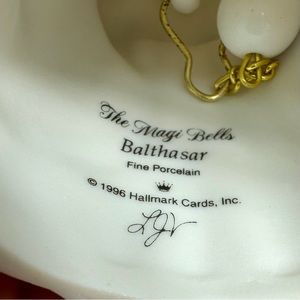 The Magi Bells
Balthasar
Fine Porcelain
© 1996 Hallmark Cards, Inc.